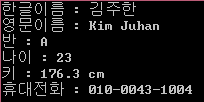 한글이름 : 김주한
영문이름 : Kim Juhan
반 : A
나이 : 23
키 : 176.3 cm
휴대전화 : 010-0043-1004